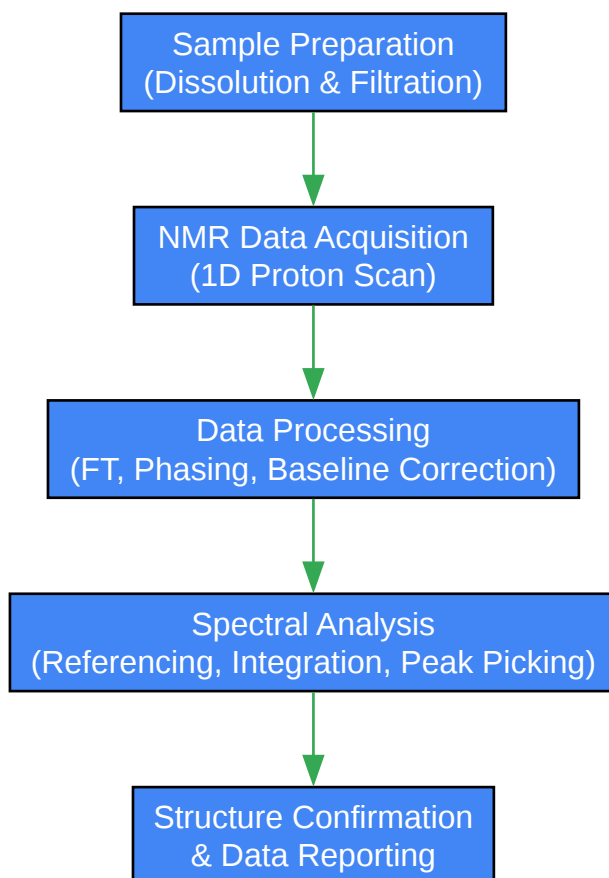 Sample Preparation
(Dissolution & Filtration)
NMR Data Acquisition
(1D Proton Scan)
Data Processing
(FT, Phasing, Baseline Correction)
Spectral Analysis
(Referencing, Integration, Peak Picking)
Structure Confirmation
& Data Reporting